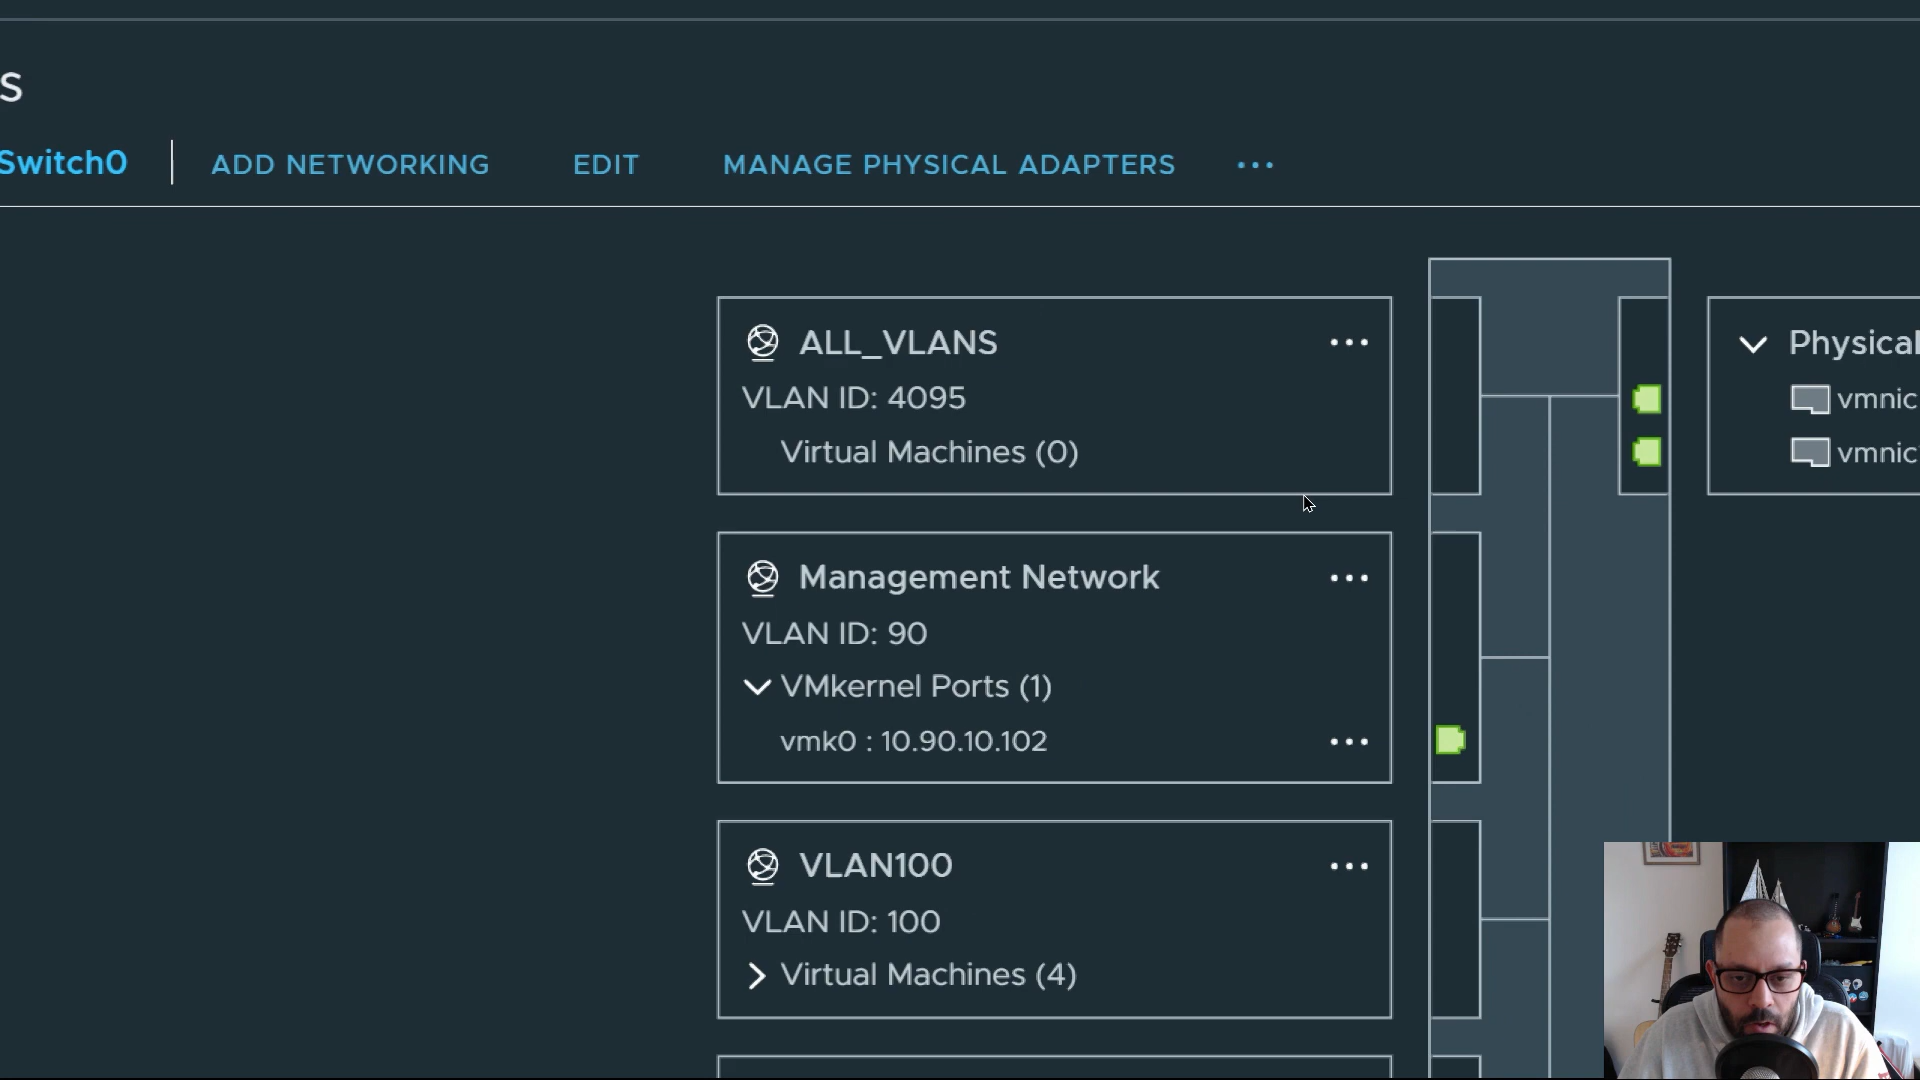 s
Switch0
ADD NETWORKING
EDIT
MANAGE PHYSICAL ADAPTERS
...
ALL_VLANS
...
VLAN ID: 4095
Virtual Machines (0)
Physical
vmnic
vmnic
Management Network
...
VLAN ID: 90
VMkernel Ports (1)
vmk0 : 10.90.10.102
...
VLAN100
...
VLAN ID: 100
Virtual Machines (4)